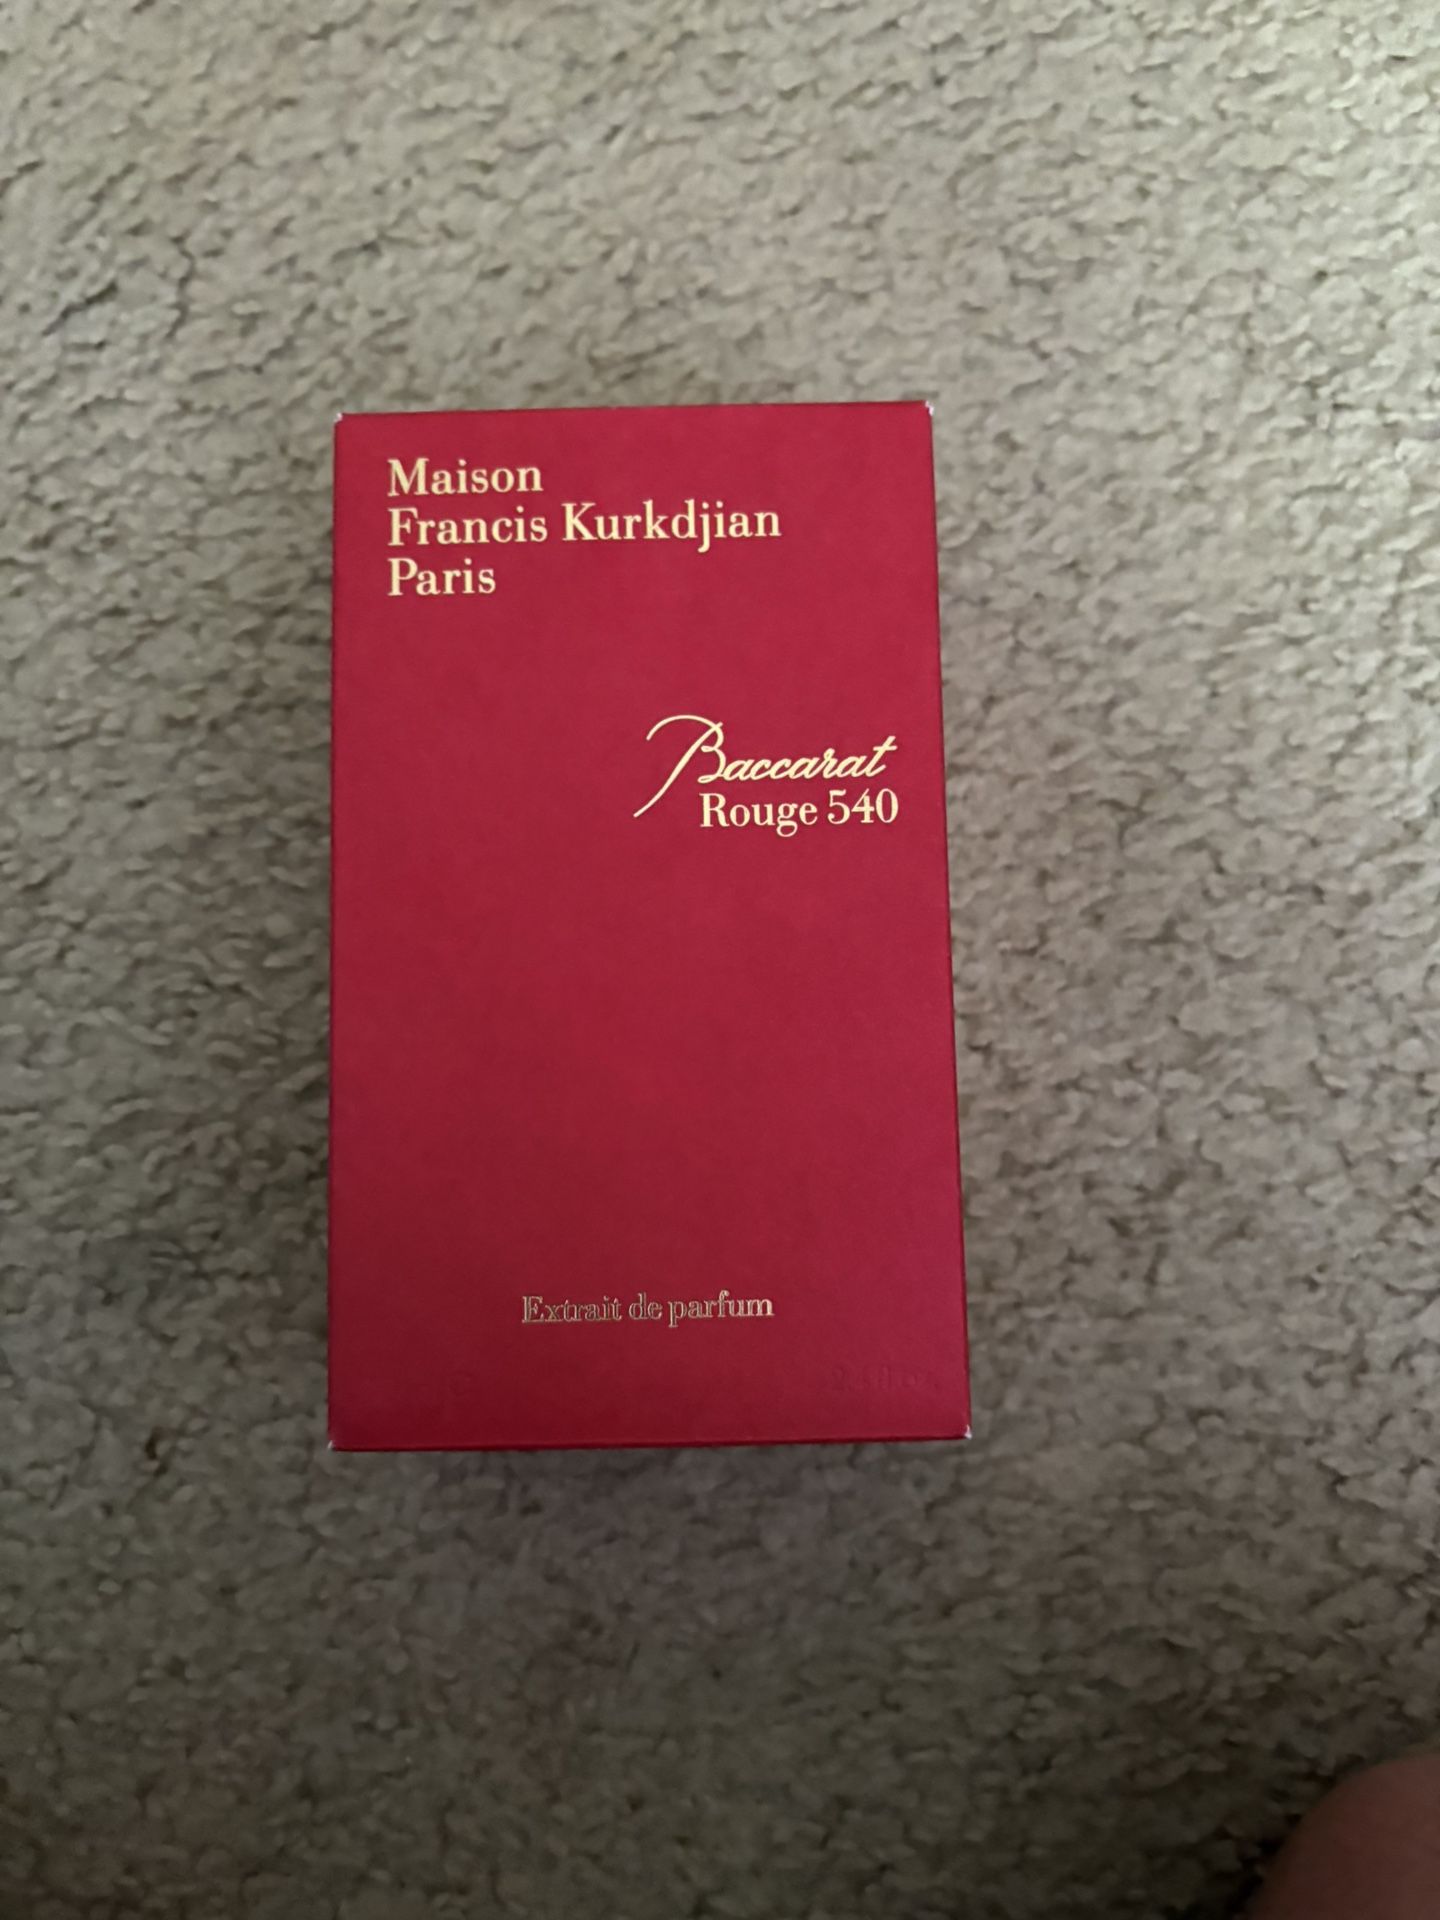 Maison
Francis Kurkdjian
Paris
Baccarat
Rouge 540
Extrait de parfum